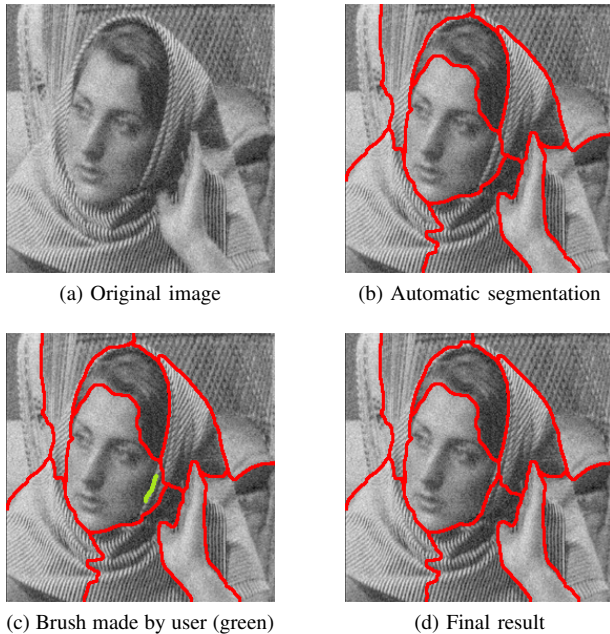 (a) Original image
(b) Automatic segmentation
(c) Brush made by user (green)
(d) Final result